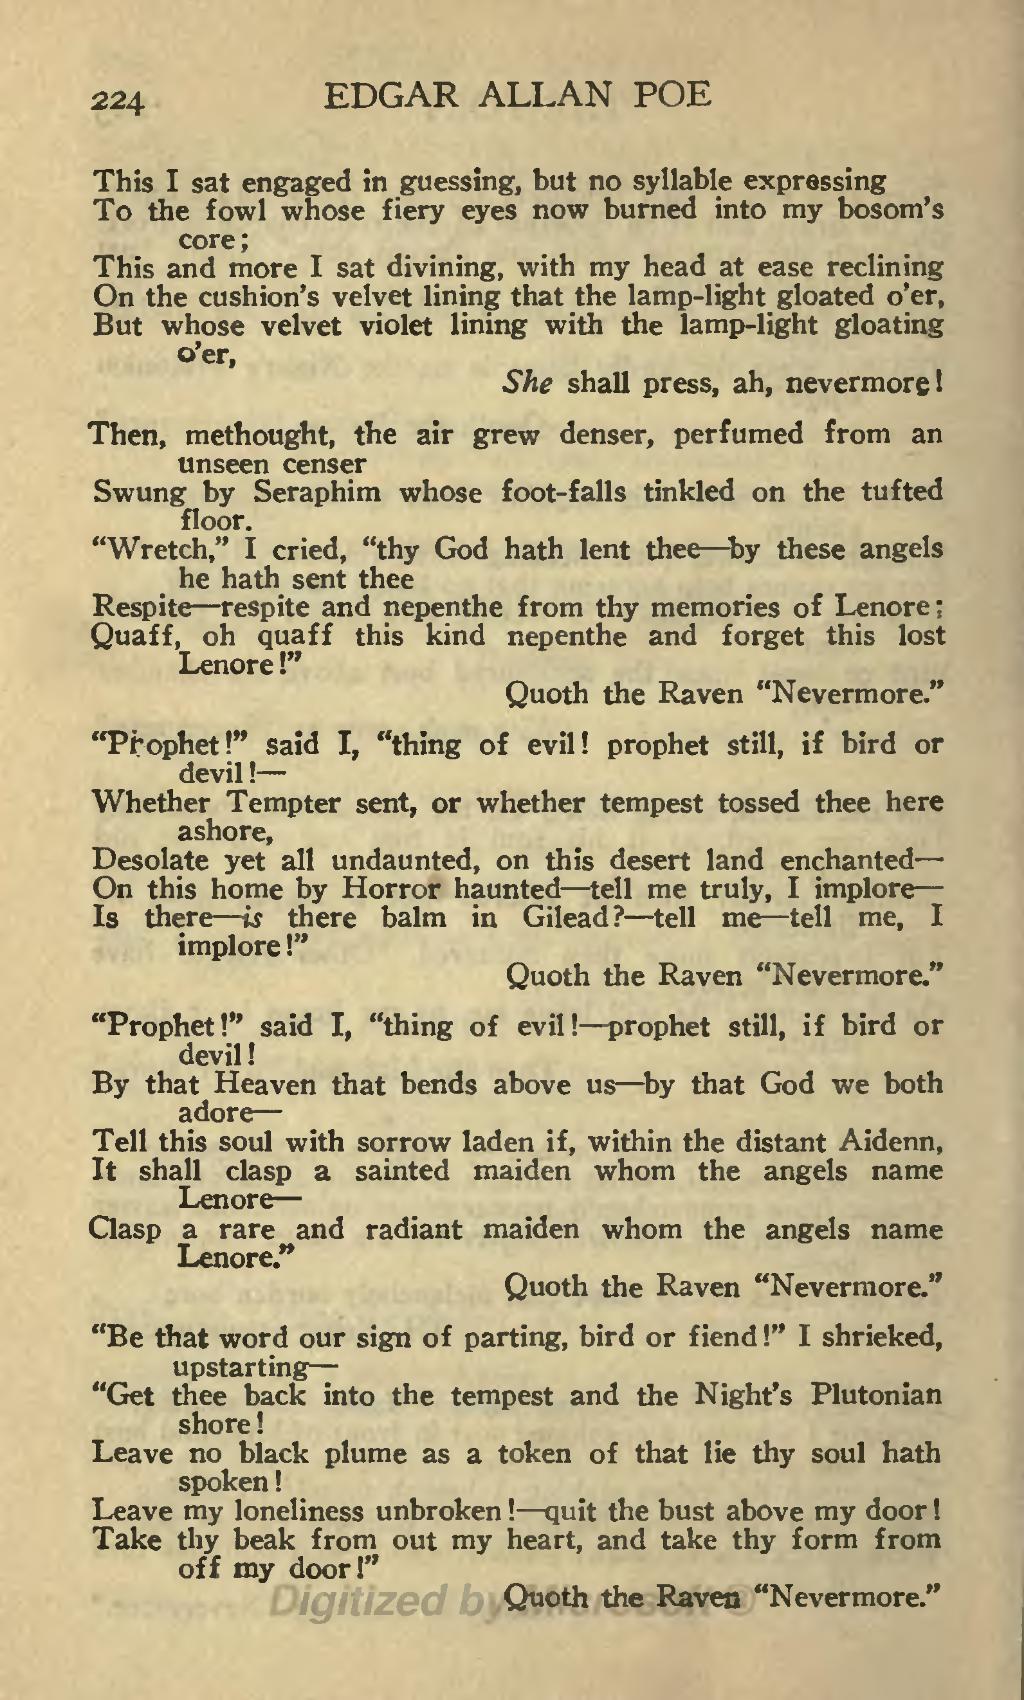 224
EDGAR ALLAN POE
This I sat engaged in guessing, but no syllable expressing
To the fowl whose fiery eyes now burned into my bosom's
core;
This and more I sat divining, with my head at ease reclining
On the cushion's velvet lining that the lamp-light gloated o'er,
But whose velvet violet lining with the lamp-light gloating
o'er,
She shall press, ah, nevermore!
Then, methought, the air grew denser, perfumed from an
unseen censer
Swung by Seraphim whose foot-falls tinkled on the tufted
floor.
“Wretch,” I cried, “thy God hath lent thee—by these angels
he hath sent thee
Respite—respite and nepenthe from thy memories of Lenore;
Quaff, oh quaff this kind nepenthe and forget this lost
Lenore!”
Quoth the Raven “Nevermore.”
“Prophet!” said I, “thing of evil! prophet still, if bird or
devil!—
Whether Tempter sent, or whether tempest tossed thee here
ashore,
Desolate yet all undaunted, on this desert land enchanted—
On this home by Horror haunted—tell me truly, I implore—
Is there—is there balm in Gilead?—tell me—tell me, I
implore!”
Quoth the Raven “Nevermore.”
“Prophet!” said I, “thing of evil!—prophet still, if bird or
devil!
By that Heaven that bends above us—by that God we both
adore—
Tell this soul with sorrow laden if, within the distant Aidenn,
It shall clasp a sainted maiden whom the angels name
Lenore—
Clasp a rare and radiant maiden whom the angels name
Lenore.”
Quoth the Raven “Nevermore.”
“Be that word our sign of parting, bird or fiend!” I shrieked,
upstarting—
“Get thee back into the tempest and the Night's Plutonian
shore!
Leave no black plume as a token of that lie thy soul hath
spoken!
Leave my loneliness unbroken!—quit the bust above my door!
Take thy beak from out my heart, and take thy form from
off my door!”
Quoth the Raven “Nevermore.”
Digitized by Microsoft ®